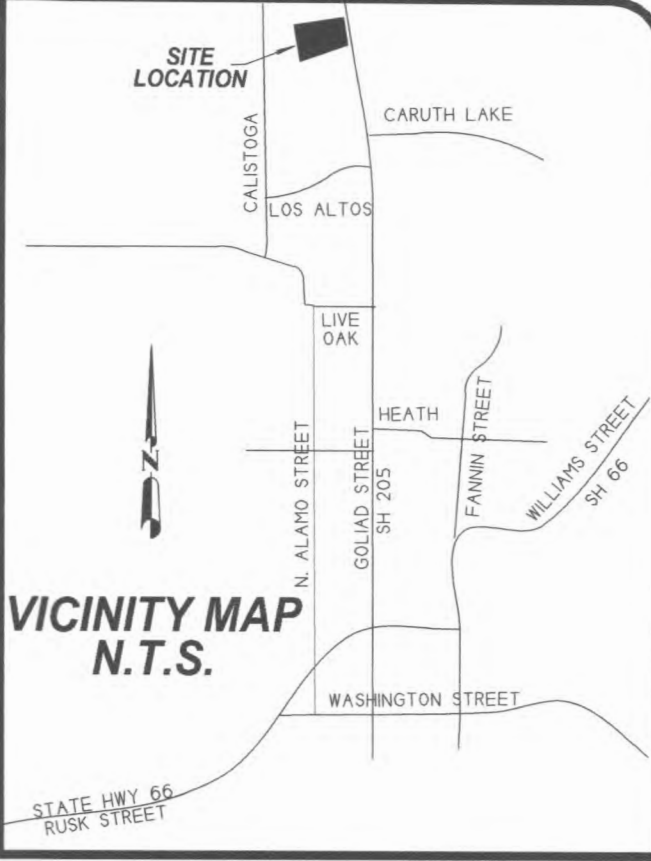 SITE
LOCATION
CALISTOGA
CARUTH LAKE
LOS ALTOS
LIVE
OAK
N
HEATH
N. ALAMO STREET
GOLIAD STREET
SH 205
FANNIN STREET
WILLIAMS STREET
SH 66
VICINITY MAP
N.T.S.
WASHINGTON STREET
STATE HWY 66
RUSK STREET